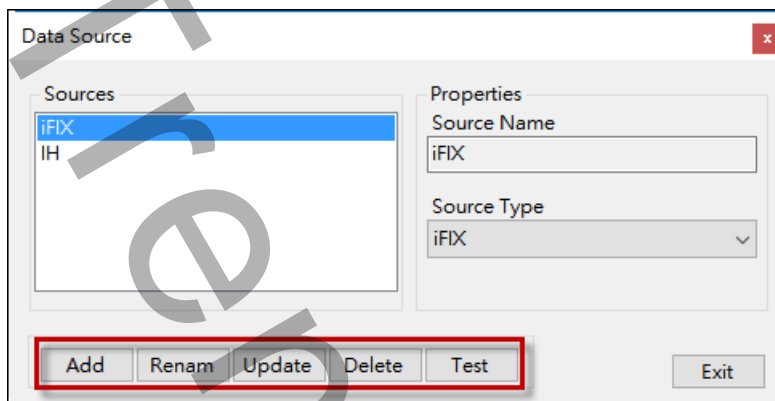 Data Source
x
Sources
iFIX
IH
Properties
Source Name
iFIX
Source Type
iFIX
Add Renam Update Delete Test
Exit